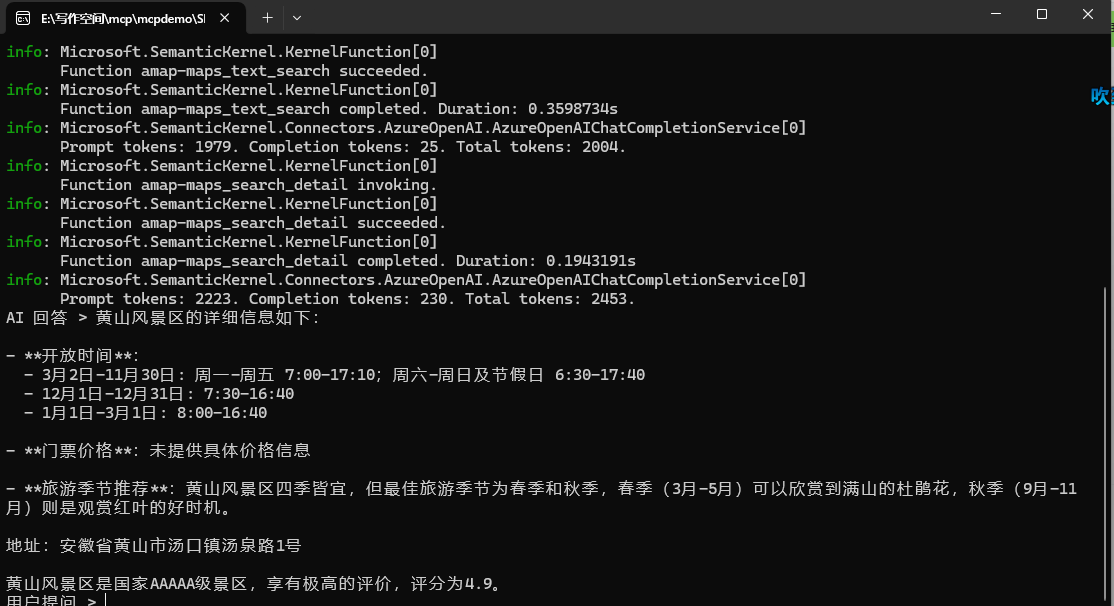 E:\写作空间\mcp\mcpdemo\S
info: Microsoft.SemanticKernel.KernelFunction[0]
Function amap-maps_text_search succeeded.
info: Microsoft.SemanticKernel.KernelFunction[0]
Function amap-maps_text_search completed. Duration: 0.3598734s
info: Microsoft.SemanticKernel.Connectors.AzureOpenAI.AzureOpenAIChatCompletionService[0]
Prompt tokens: 1979. Completion tokens: 25. Total tokens: 2004.
info: Microsoft.SemanticKernel.KernelFunction[0]
Function amap-maps_search_detail invoking.
info: Microsoft.SemanticKernel.KernelFunction[0]
Function amap-maps_search_detail succeeded.
info: Microsoft.SemanticKernel.KernelFunction[0]
Function amap-maps_search_detail completed. Duration: 0.1943191s
info: Microsoft.SemanticKernel.Connectors.AzureOpenAI.AzureOpenAIChatCompletionService[0]
Prompt tokens: 2223. Completion tokens: 230. Total tokens: 2453.
AI 回答 > 黄山风景区的详细信息如下：
- **开放时间**：
- 3月2日-11月30日：周一-周五 7:00-17:10；周六-周日及节假日 6:30-17:40
- 12月1日-12月31日：7:30-16:40
- 1月1日-3月1日：8:00-16:40
- **门票价格**：未提供具体价格信息
- **旅游季节推荐**：黄山风景区四季皆宜，但最佳旅游季节为春季和秋季，春季（3月-5月）可以欣赏到满山的杜鹃花，秋季（9月-11
月）则是观赏红叶的好时机。
地址：安徽省黄山市汤口镇汤泉路1号
黄山风景区是国家AAAAA级景区，享有极高的评价，评分为4.9。
用户提问 >
吹